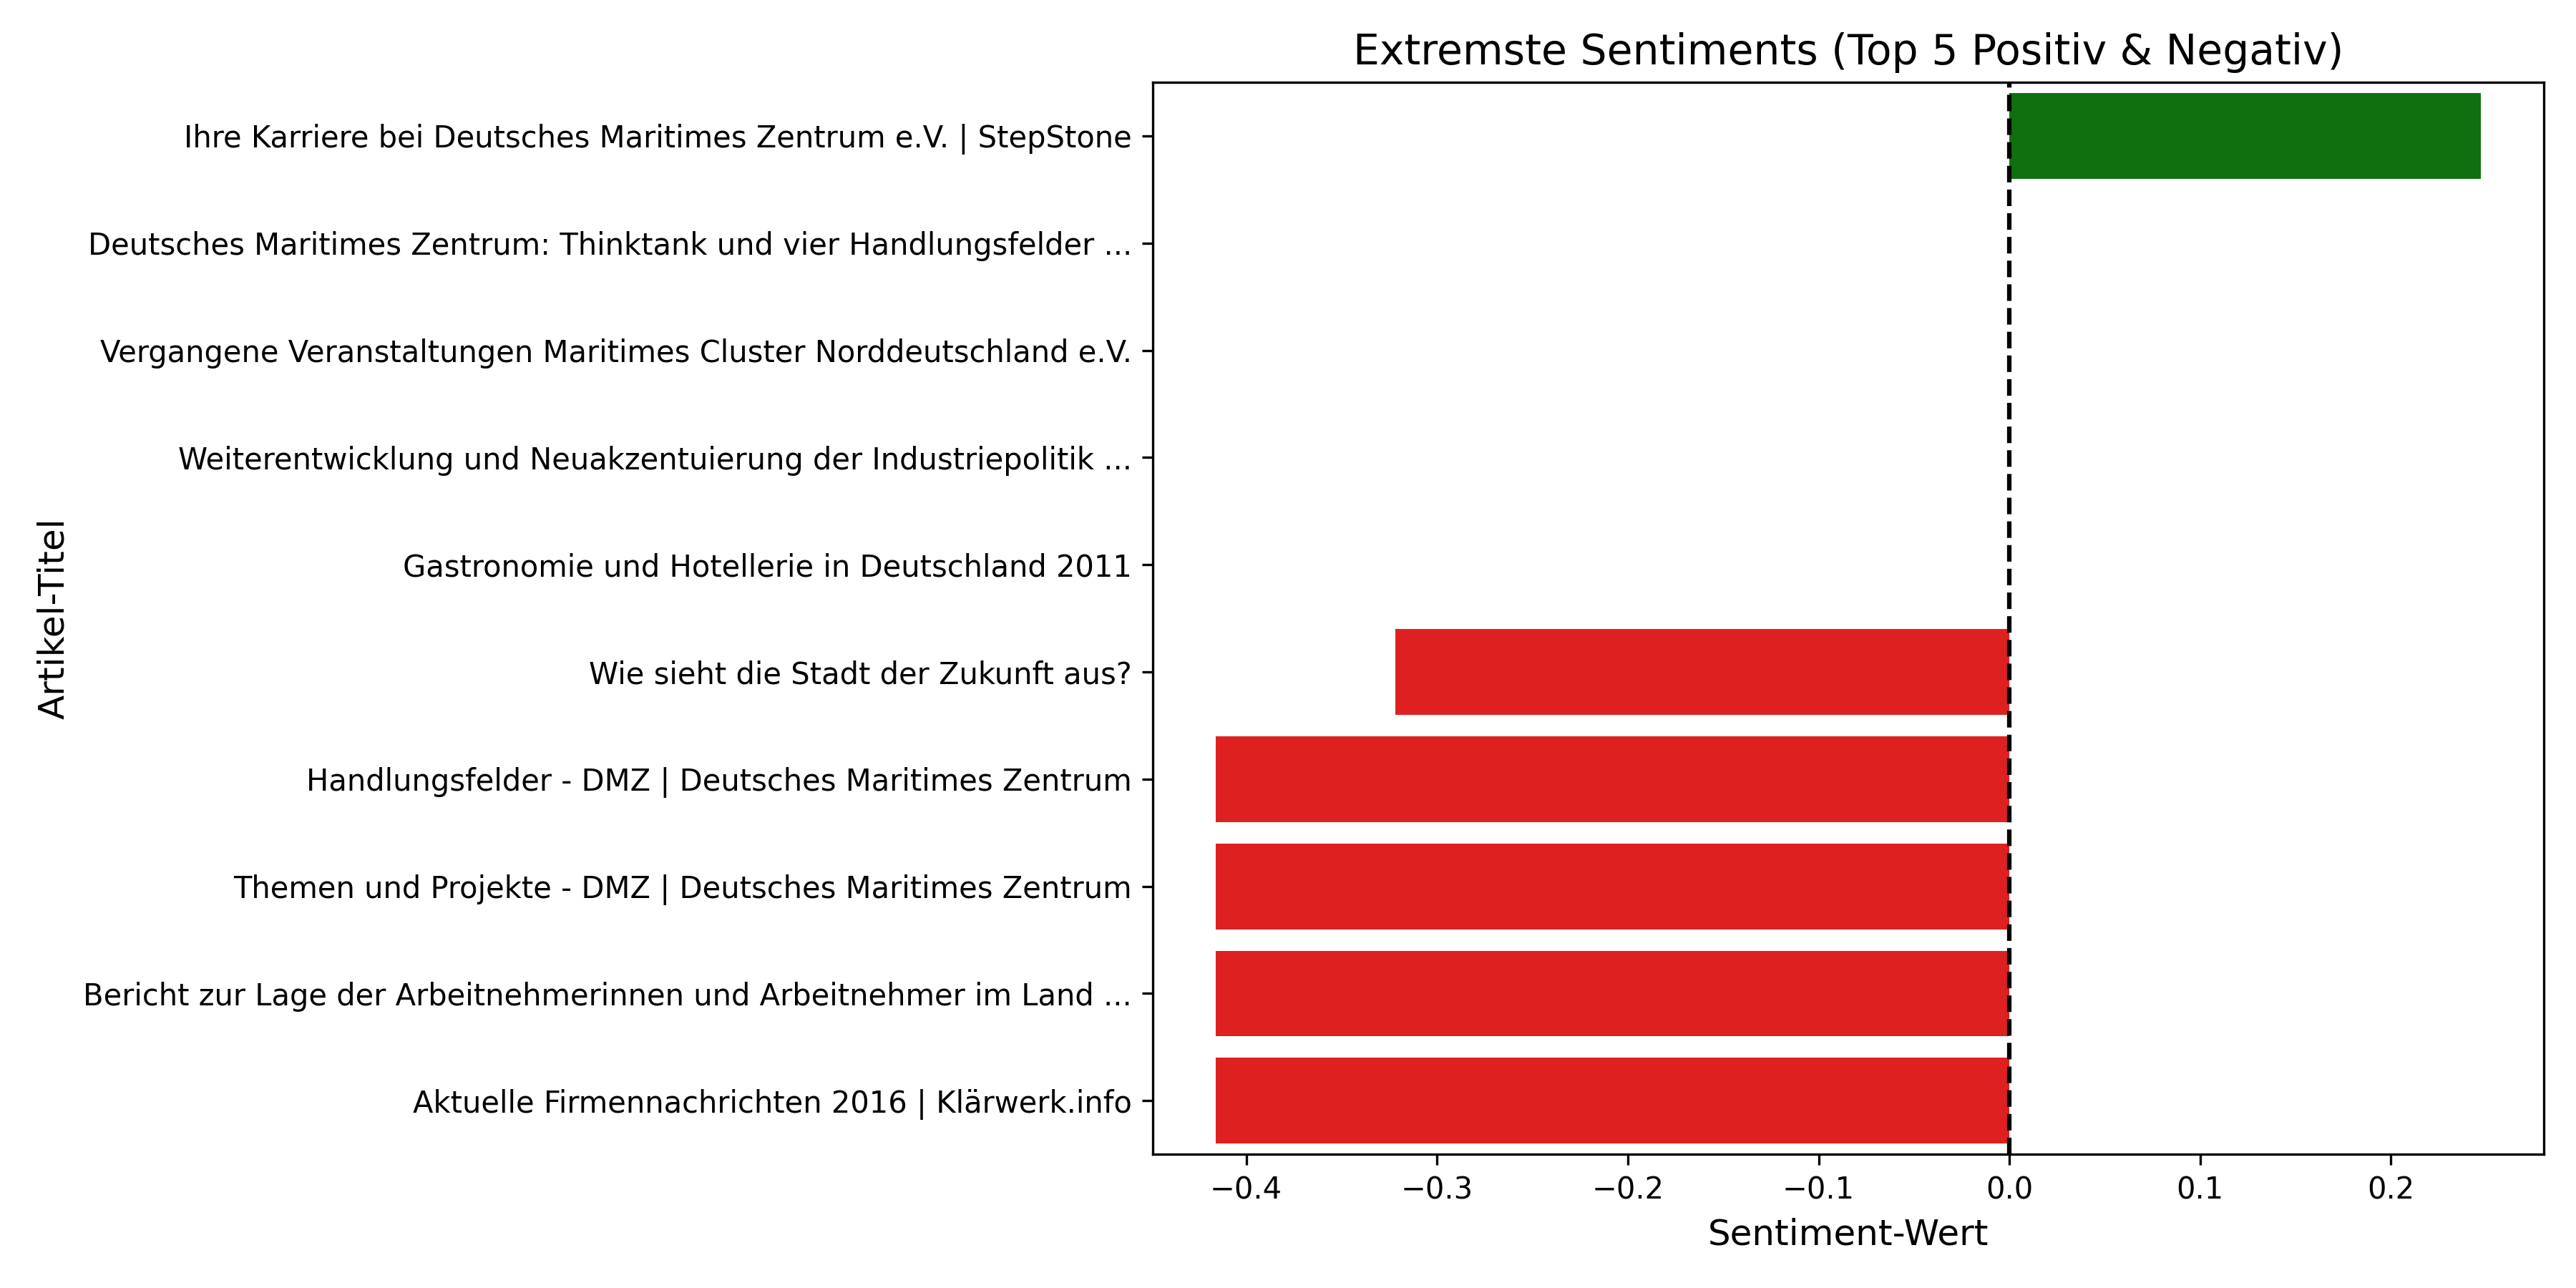 Extremste Sentiments (Top 5 Positiv & Negativ)
Ihre Karriere bei Deutsches Maritimes Zentrum e.V. | StepStone
Deutsches Maritimes Zentrum: Thinktank und vier Handlungsfelder ...
Vergangene Veranstaltungen Maritimes Cluster Norddeutschland e.V.
Weiterentwicklung und Neuakzentuierung der Industriepolitik ...
Gastronomie und Hotellerie in Deutschland 2011
Wie sieht die Stadt der Zukunft aus?
Handlungsfelder - DMZ | Deutsches Maritimes Zentrum
Themen und Projekte - DMZ | Deutsches Maritimes Zentrum
Bericht zur Lage der Arbeitnehmerinnen und Arbeitnehmer im Land ...
Aktuelle Firmennachrichten 2016 | Klärwerk.info
Artikel-Titel
−0.4 −0.3 −0.2 −0.1 0.0 0.1 0.2
Sentiment-Wert